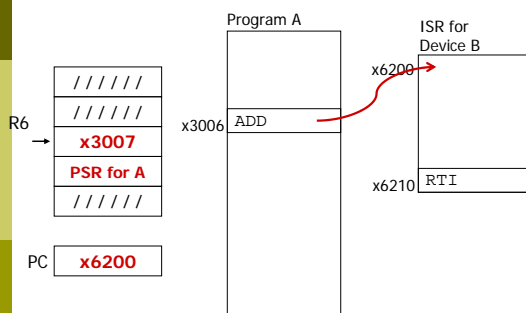 Program A
ISR for
Device B
x6200
/ / / / / /
/ / / / / /
R6
x3007
x3006
ADD
PSR for A
x6210
RTI
/ / / / / /
PC
x6200